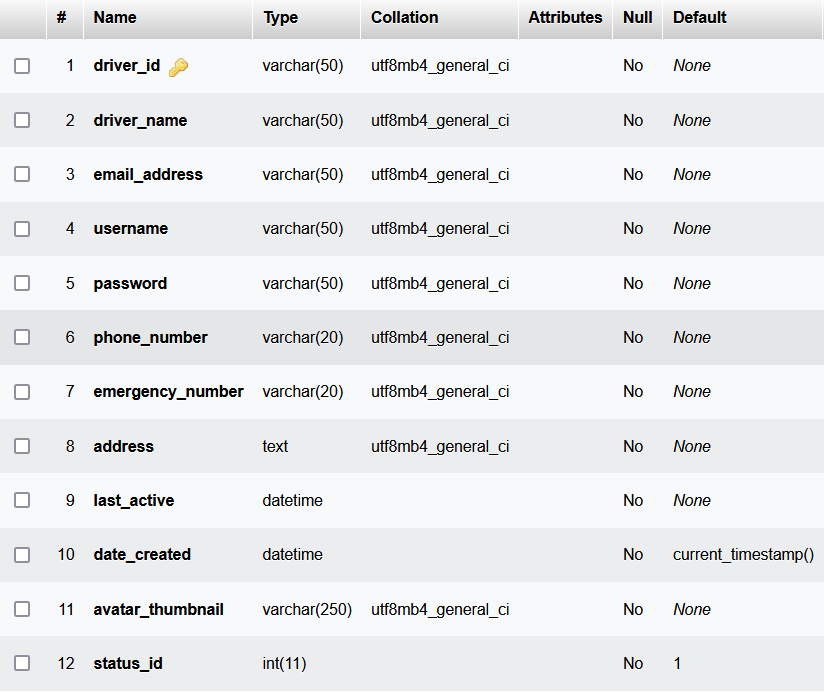 # Name Type Collation Attributes Null Default
1 driver_id varchar(50) utf8mb4_general_ci No None
2 driver_name varchar(50) utf8mb4_general_ci No None
3 email_address varchar(50) utf8mb4_general_ci No None
4 username varchar(50) utf8mb4_general_ci No None
5 password varchar(50) utf8mb4_general_ci No None
6 phone_number varchar(20) utf8mb4_general_ci No None
7 emergency_number varchar(20) utf8mb4_general_ci No None
8 address text utf8mb4_general_ci No None
9 last_active datetime No None
10 date_created datetime No current_timestamp()
11 avatar_thumbnail varchar(250) utf8mb4_general_ci No None
12 status_id int(11) No 1